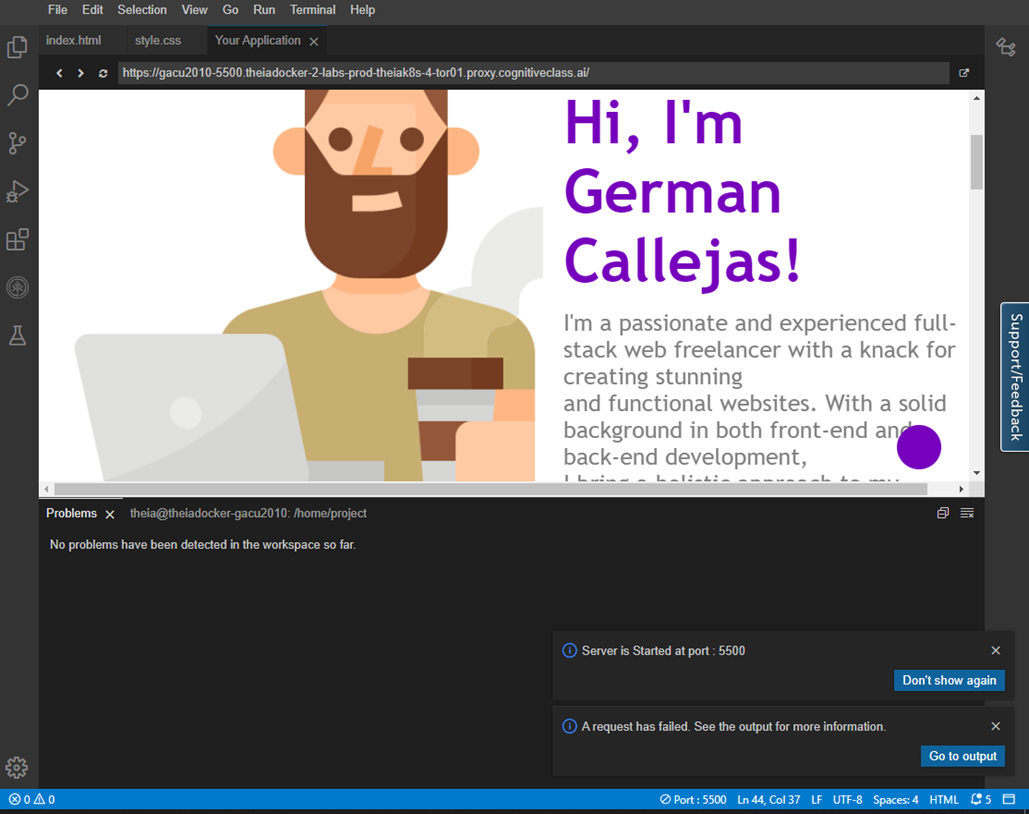 File Edit Selection View Go Run Terminal Help
index.html style.css Your Application
https://gacu2010-5500.theiadocker-2-labs-prod-theiak8s-4-tor01.proxy.cognitiveclass.ai/
Hi, I'm
German
Callejas!
I'm a passionate and experienced full-
stack web freelancer with a knack for
creating stunning
and functional websites. With a solid
background in both front-end and
back-end development,
I bring a holistic approach to my
Support/Feedback
Problems theia@theiadocker-gacu2010: /home/project
No problems have been detected in the workspace so far.
Server is Started at port : 5500
Don't show again
A request has failed. See the output for more information.
Go to output
0 0 Port : 5500 Ln 44, Col 37 LF UTF-8 Spaces: 4 HTML 5